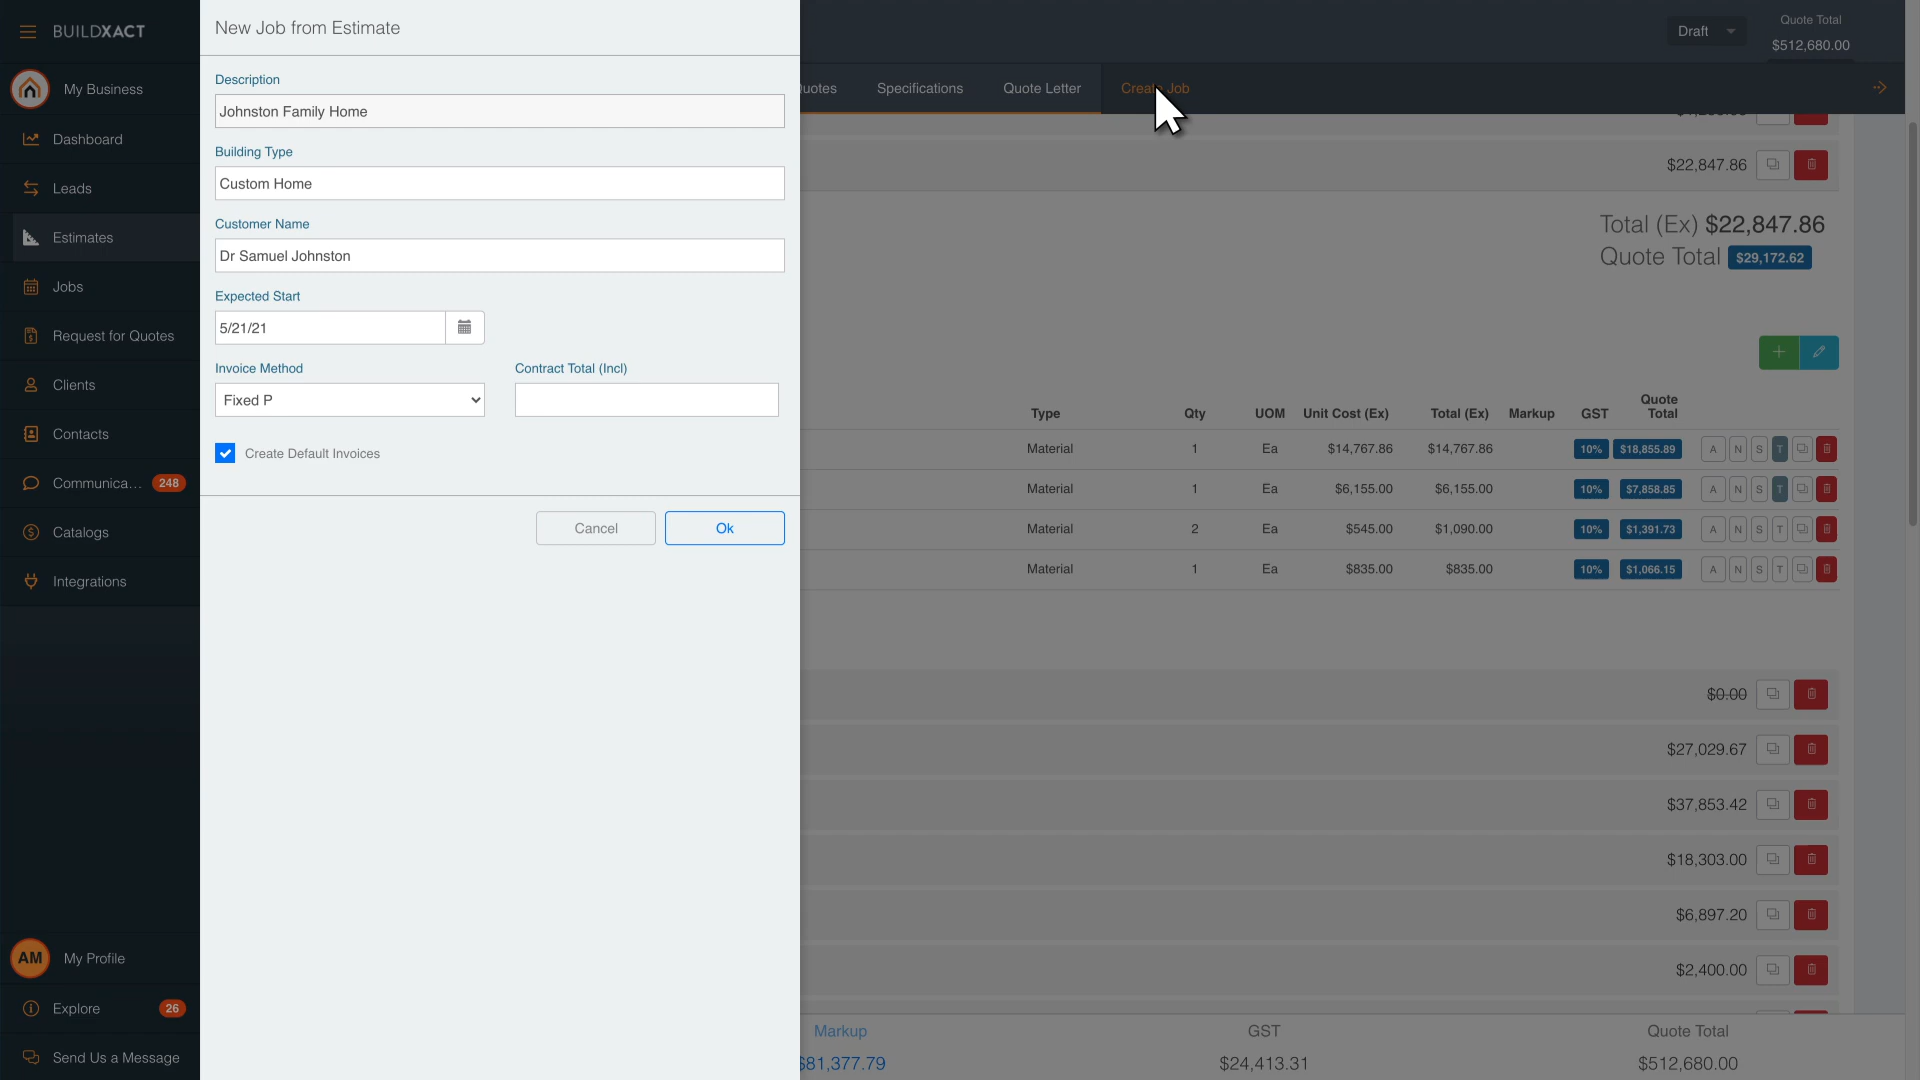 BUILDXACT
My Business
Dashboard
Leads
Estimates
Jobs
Request for Quotes
Clients
Contacts
Communica... 248
Catalogs
Integrations
AM My Profile
Explore 26
Send Us a Message
New Job from Estimate
Description
Johnston Family Home
Building Type
Custom Home
Customer Name
Dr Samuel Johnston
Expected Start
5/21/21
Invoice Method Contract Total (Incl)
Fixed P
Create Default Invoices
Cancel Ok
Draft
Quote Total
$512,680.00
uotes Specifications Quote Letter Create Job
$22,847.86
Total (Ex) $22,847.86
Quote Total $29,172.62
Type Qty UOM Unit Cost (Ex) Total (Ex) Markup GST Quote Total
Material 1 Ea $14,767.86 $14,767.86 10% $18,855.89 A N S T
Material 1 Ea $6,155.00 $6,155.00 10% $7,858.85 A N S T
Material 2 Ea $545.00 $1,090.00 10% $1,391.73 A N S T
Material 1 Ea $835.00 $835.00 10% $1,066.15 A N S T
$0.00
$27,029.67
$37,853.42
$18,303.00
$6,897.20
$2,400.00
Markup GST Quote Total
$81,377.79 $24,413.31 $512,680.00